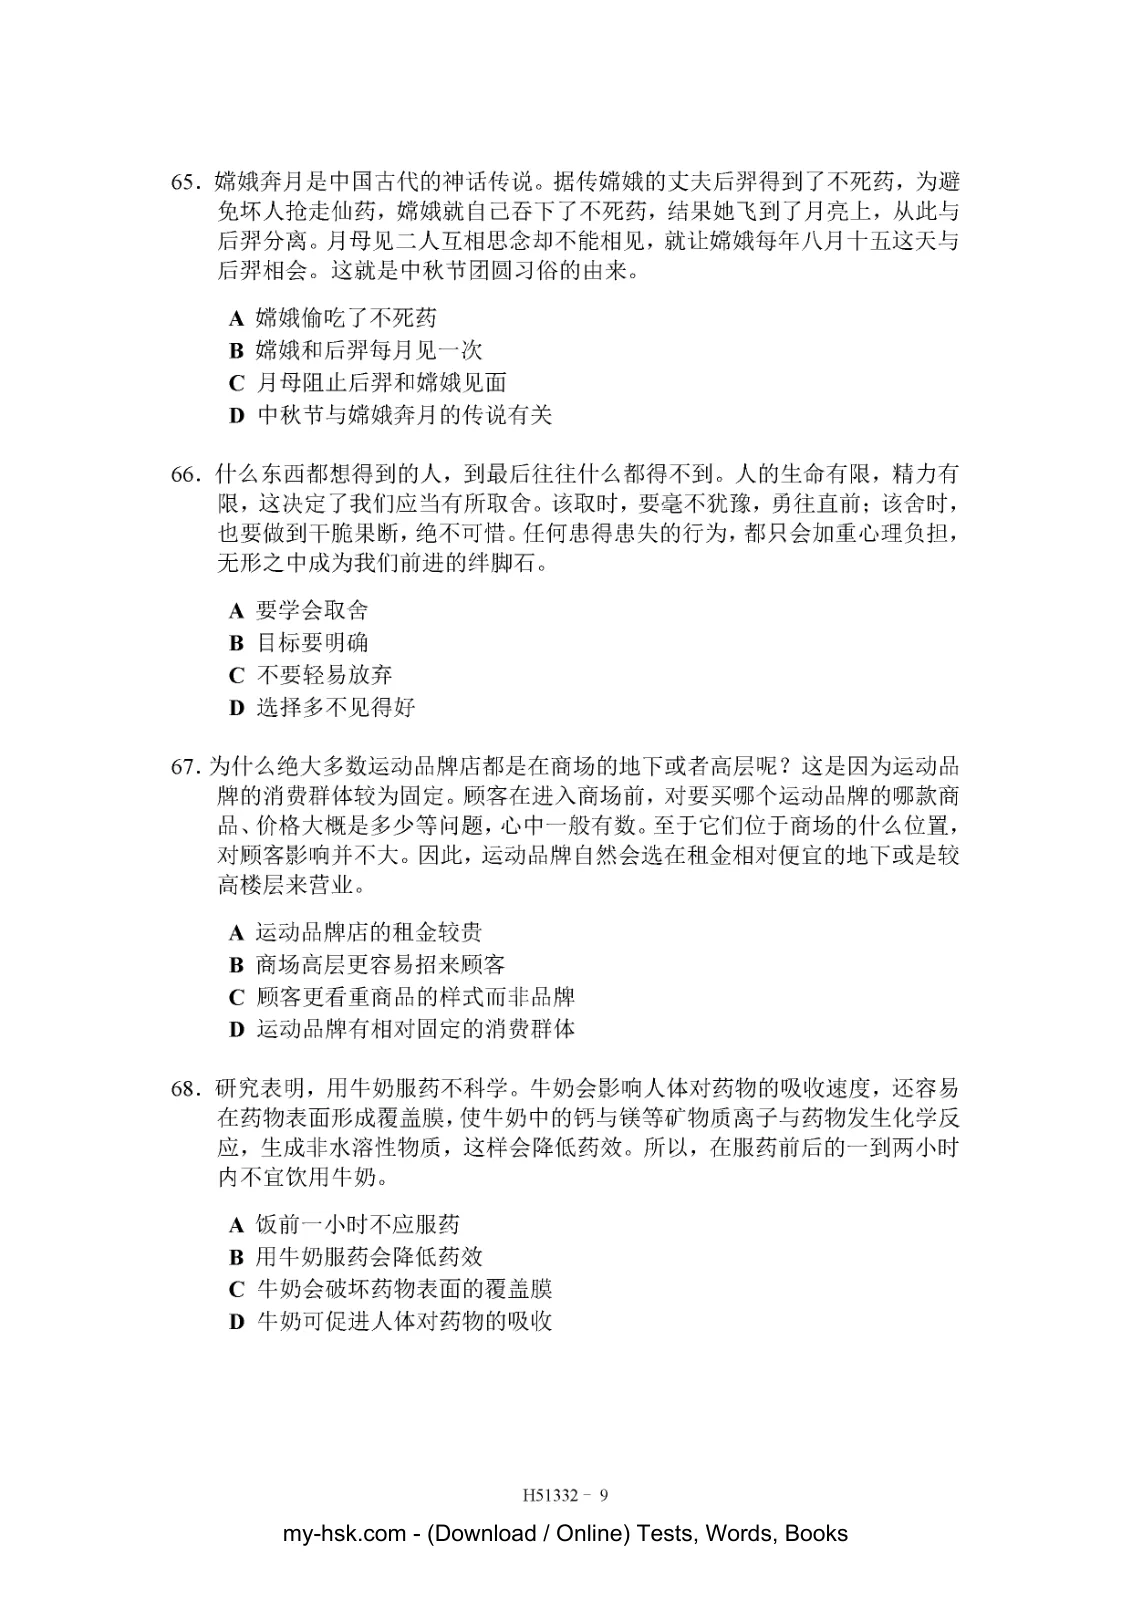 65．嫦娥奔月是中国古代的神话传说。据传嫦娥的丈夫后羿得到了不死药，为避
免坏人抢走仙药，嫦娥就自己吞下了不死药，结果她飞到了月亮上，从此与
后羿分离。月母见二人互相思念却不能相见，就让嫦娥每年八月十五这天与
后羿相会。这就是中秋节团圆习俗的由来。
A 嫦娥偷吃了不死药
B 嫦娥和后羿每月见一次
C 月母阻止后羿和嫦娥见面
D 中秋节与嫦娥奔月的传说有关
66．什么东西都想得到的人，到最后往往什么都得不到。人的生命有限，精力有
限，这决定了我们应当有所取舍。该取时，要毫不犹豫，勇往直前；该舍时，
也要做到干脆果断，绝不可惜。任何患得患失的行为，都只会加重心理负担，
无形之中成为我们前进的绊脚石。
A 要学会取舍
B 目标要明确
C 不要轻易放弃
D 选择多不见得好
67．为什么绝大多数运动品牌店都是在商场的地下或者高层呢？这是因为运动品
牌的消费群体较为固定。顾客在进入商场前，对要买哪个运动品牌的哪款商
品、价格大概是多少等问题，心中一般有数。至于它们位于商场的什么位置，
对顾客影响并不大。因此，运动品牌自然会选在租金相对便宜的地下或是较
高楼层来营业。
A 运动品牌店的租金较贵
B 商场高层更容易招来顾客
C 顾客更看重商品的样式而非品牌
D 运动品牌有相对固定的消费群体
68．研究表明，用牛奶服药不科学。牛奶会影响人体对药物的吸收速度，还容易
在药物表面形成覆盖膜，使牛奶中的钙与镁等矿物质离子与药物发生化学反
应，生成非水溶性物质，这样会降低药效。所以，在服药前后的一到两小时
内不宜饮用牛奶。
A 饭前一小时不应服药
B 用牛奶服药会降低药效
C 牛奶会破坏药物表面的覆盖膜
D 牛奶可促进人体对药物的吸收
H51332 - 9
my-hsk.com - (Download / Online) Tests, Words, Books